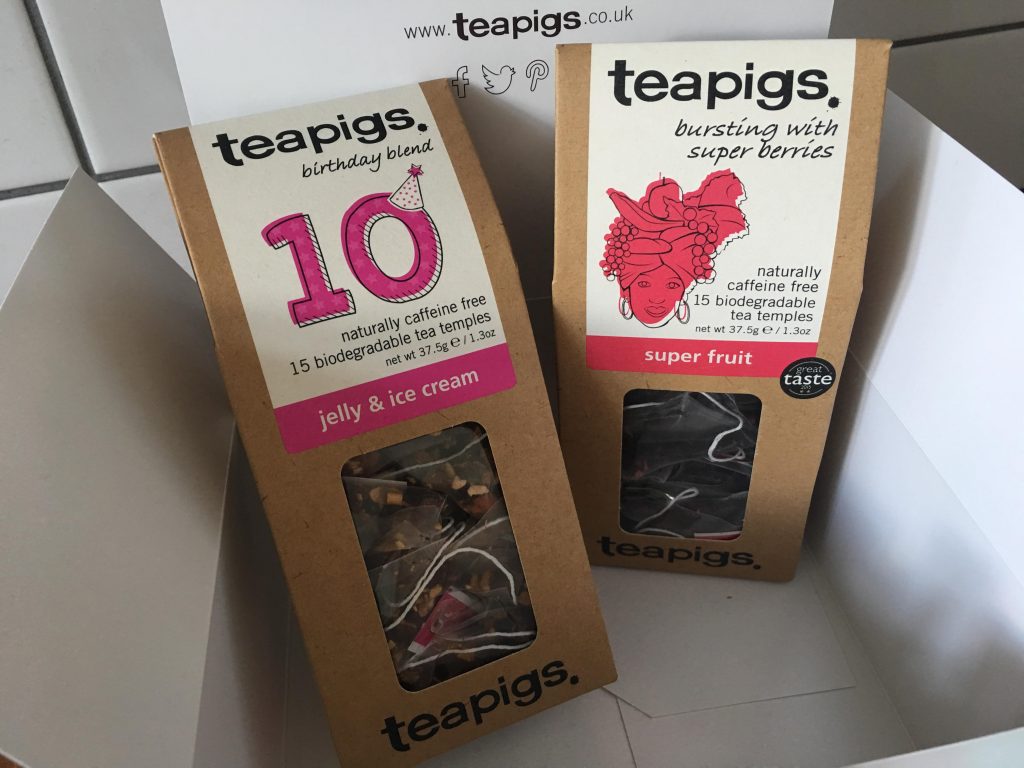 www.teapigs.co.uk
teapigs.
birthday blend
10
naturally caffeine free
15 biodegradable tea temples
net wt 37.5g e / 1.3oz
jelly & ice cream
teapigs.
teapigs.
bursting with
super berries
naturally
caffeine free
15 biodegradable
tea temples
net wt 37.5g e / 1.3oz
super fruit
great
taste
2015
teapigs.